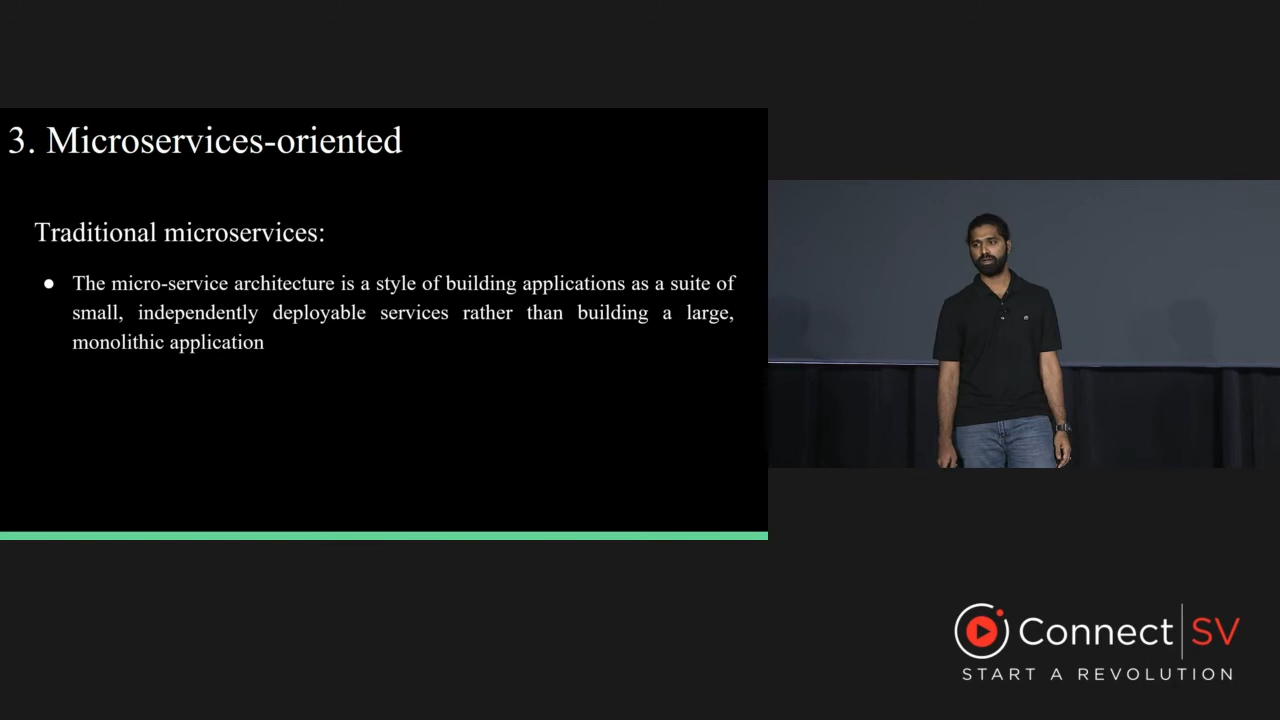 3. Microservices-oriented
Traditional microservices:
● The micro-service architecture is a style of building applications as a suite of
small, independently deployable services rather than building a large,
monolithic application
Connect SV
START A REVOLUTION